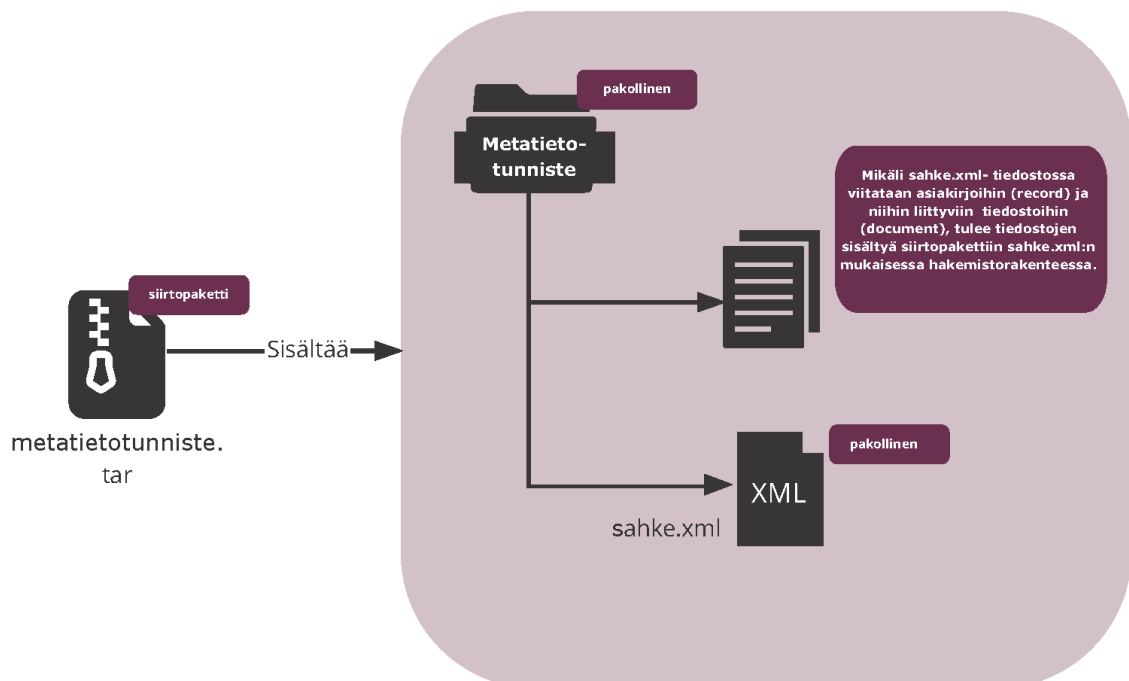 pakollinen
Metatieto-
tunniste
Mikäli sahke.xml- tiedostossa
viitataan asiakirjoihin (record) ja
niihin liittyviin tiedostoihin
(document), tulee tiedostojen
sisältyä siirtopakettiin sahke.xml:n
mukaisessa hakemistorakenteessa.
siirtopaketti
Sisältää
metatietotunniste.
tar
pakollinen
XML
sahke.xml